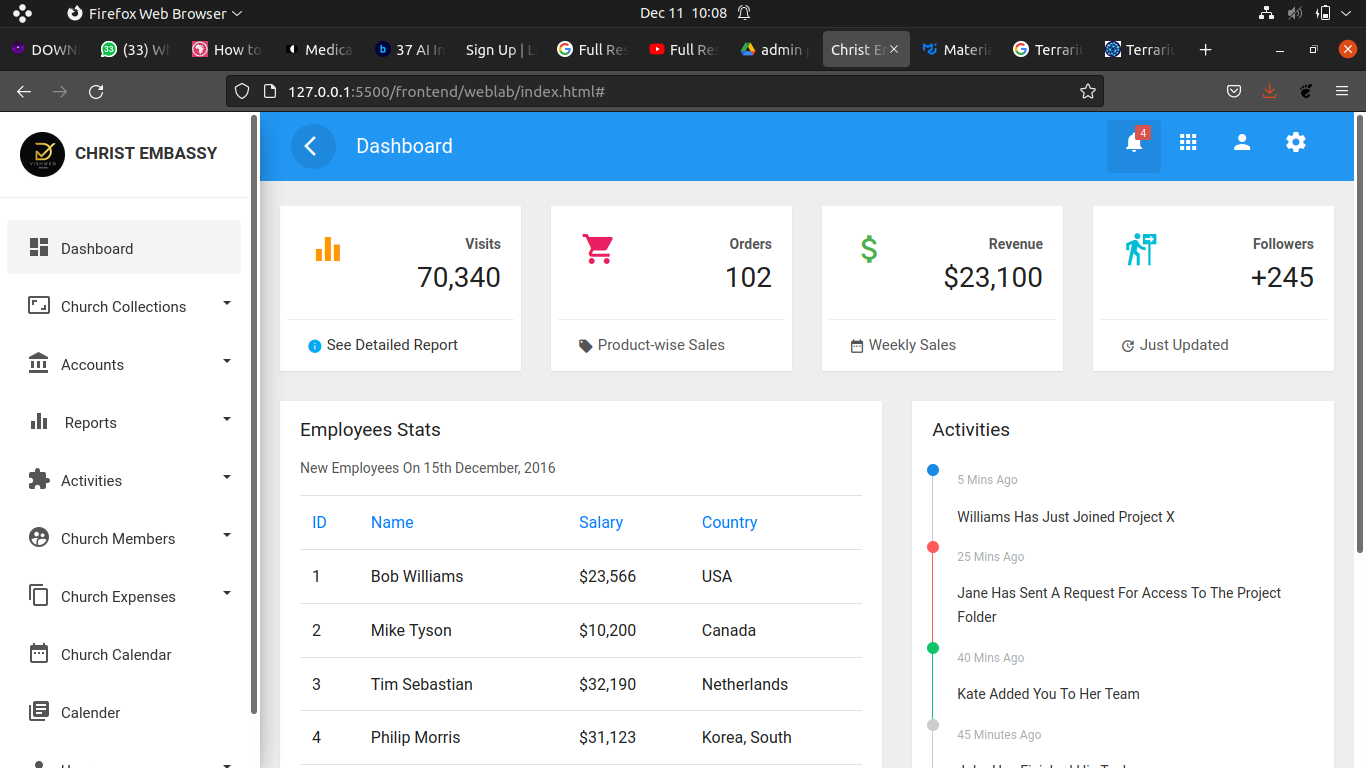 Firefox Web Browser
Dec 11 10:08
DOWN
(33) Wh
How to
Medica
37 AI In
Sign Up | L
Full Res
Full Res
admin p
Christ E
Materia
Terrariu
Terrariu
127.0.0.1:5500/frontend/weblab/index.html#
CHRIST EMBASSY
Dashboard
Church Collections
Accounts
Reports
Activities
Church Members
Church Expenses
Church Calendar
Calender
Dashboard
4
Visits
70,340
See Detailed Report
Orders
102
Product-wise Sales
Revenue
$23,100
Weekly Sales
Followers
+245
Just Updated
Employees Stats
New Employees On 15th December, 2016
ID Name Salary Country
1 Bob Williams $23,566 USA
2 Mike Tyson $10,200 Canada
3 Tim Sebastian $32,190 Netherlands
4 Philip Morris $31,123 Korea, South
Activities
5 Mins Ago
Williams Has Just Joined Project X
25 Mins Ago
Jane Has Sent A Request For Access To The Project
Folder
40 Mins Ago
Kate Added You To Her Team
45 Minutes Ago